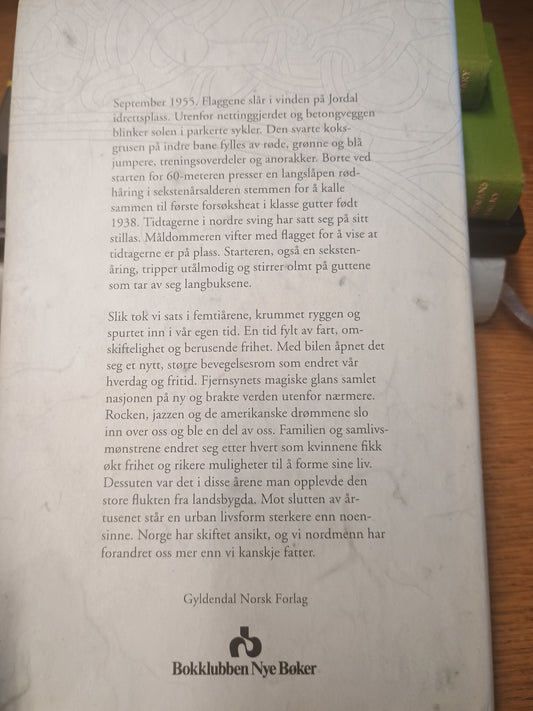 September 1955. Flaggene slår i vinden på Jordal
idrettsplass. Utenfor nettinggjerdet og betongveggen
blinker solen i parkerte sykler. Den svarte koks-
grusen på indre bane fylles av røde, grønne og blå
jumpere, treningsoverdeler og anorakker. Borte ved
starten for 60-meteren presser en langslåpen rød-
håring i sekstenårsalderen stemmen for å kalle
sammen til første forsøksheat i klasse gutter født
1938. Tidtagerne i nordre sving har satt seg på sitt
stillas. Måldommeren vifter med flagget for å vise at
tidtagerne er på plass. Starteren, også en seksten-
åring, tripper utålmodig og stirrer olmt på guttene
som tar av seg langbuksene.
Slik tok vi sats i femtiårene, krummet ryggen og
spurtet inn i vår egen tid. En tid fylt av fart, om-
skiftelighet og berusende frihet. Med bilen åpnet det
seg et nytt, større bevegelsesrom som endret vår
hverdag og fritid. Fjernsynets magiske glans samlet
nasjonen på ny og brakte verden utenfor nærmere.
Rocken, jazzen og de amerikanske drømmene slo
inn over oss og ble en del av oss. Familien og samlivs-
mønstrene endret seg etter hvert som kvinnene fikk
økt frihet og rikere muligheter til å forme sine liv.
Dessuten var det i disse årene man opplevde den
store flukten fra landsbygda. Mot slutten av år-
tusenet står en urban livsform sterkere enn noen-
sinne. Norge har skiftet ansikt, og vi nordmenn har
forandret oss mer enn vi kanskje fatter.
Gyldendal Norsk Forlag
Bokklubben Nye Bøker